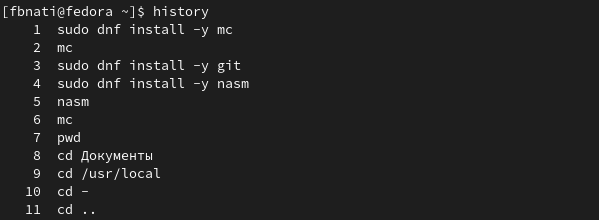 [fbnati@fedora ~]$ history
1 sudo dnf install -y mc
2 mc
3 sudo dnf install -y git
4 sudo dnf install -y nasm
5 nasm
6 mc
7 pwd
8 cd Документы
9 cd /usr/local
10 cd -
11 cd ..